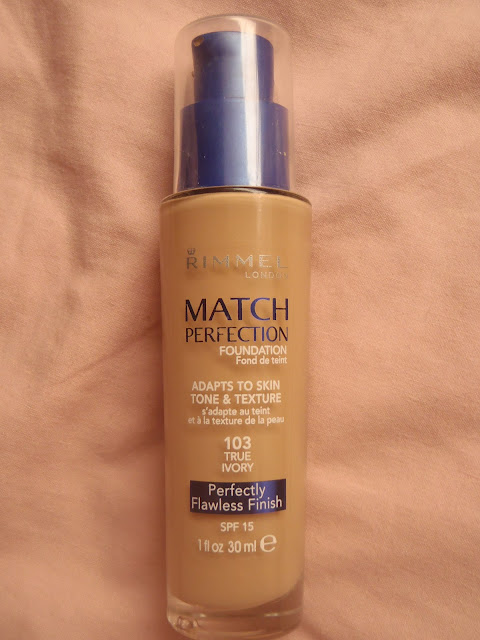 RIMMEL
LONDON
MATCH
PERFECTION
FOUNDATION
Fond de teint
ADAPTS TO SKIN
TONE & TEXTURE
s'adapte au teint
et à la texture de la peau
103
TRUE
IVORY
Perfectly
Flawless Finish
SPF 15
1 fl oz 30 ml ℮